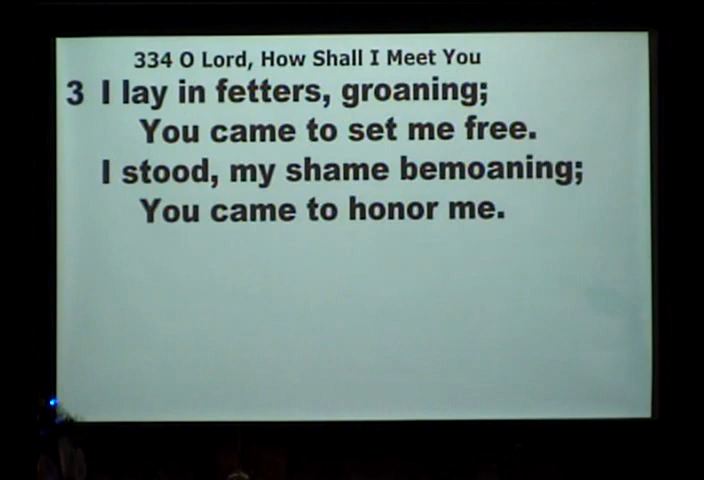 334 O Lord, How Shall I Meet You
3 I lay in fetters, groaning;
You came to set me free.
I stood, my shame bemoaning;
You came to honor me.